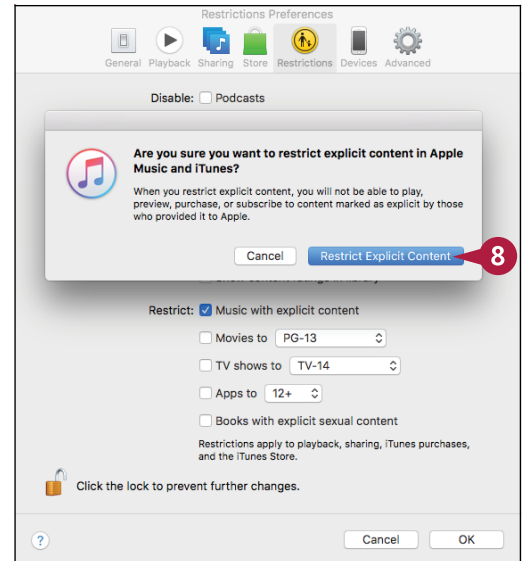 Restrictions Preferences
General Playback Sharing Store Restrictions Devices Advanced
Disable: Podcasts
Are you sure you want to restrict explicit content in Apple
Music and iTunes?
When you restrict explicit content, you will not be able to play,
preview, purchase, or subscribe to content marked as explicit by those
who provided it to Apple.
Cancel Restrict Explicit Content 8
Show content ratings in library
Restrict: Music with explicit content
Movies to PG-13
TV shows to TV-14
Apps to 12+
Books with explicit sexual content
Restrictions apply to playback, sharing, iTunes purchases,
and the iTunes Store.
Click the lock to prevent further changes.
? Cancel OK